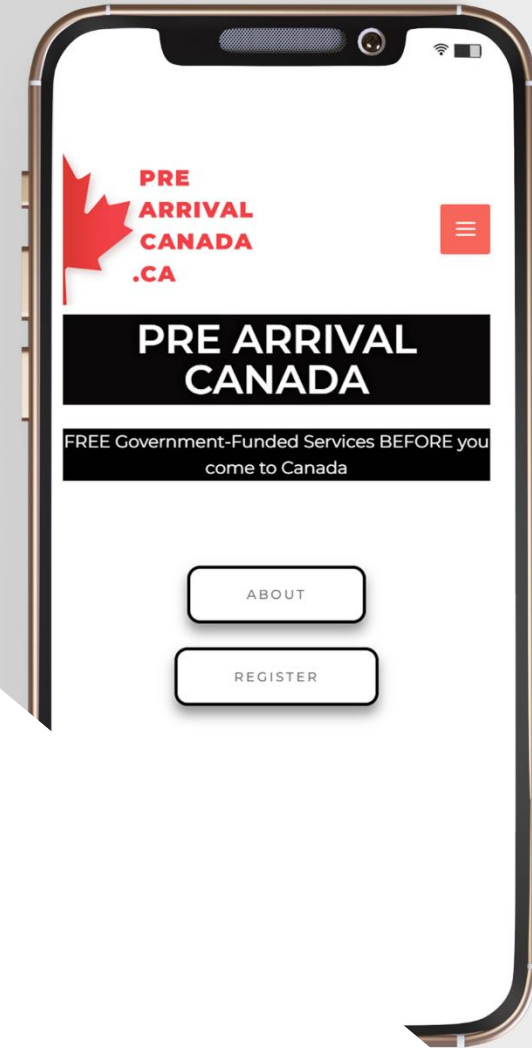 PRE
ARRIVAL
CANADA
.CA
PRE ARRIVAL
CANADA
FREE Government-Funded Services BEFORE you
come to Canada
ABOUT
REGISTER